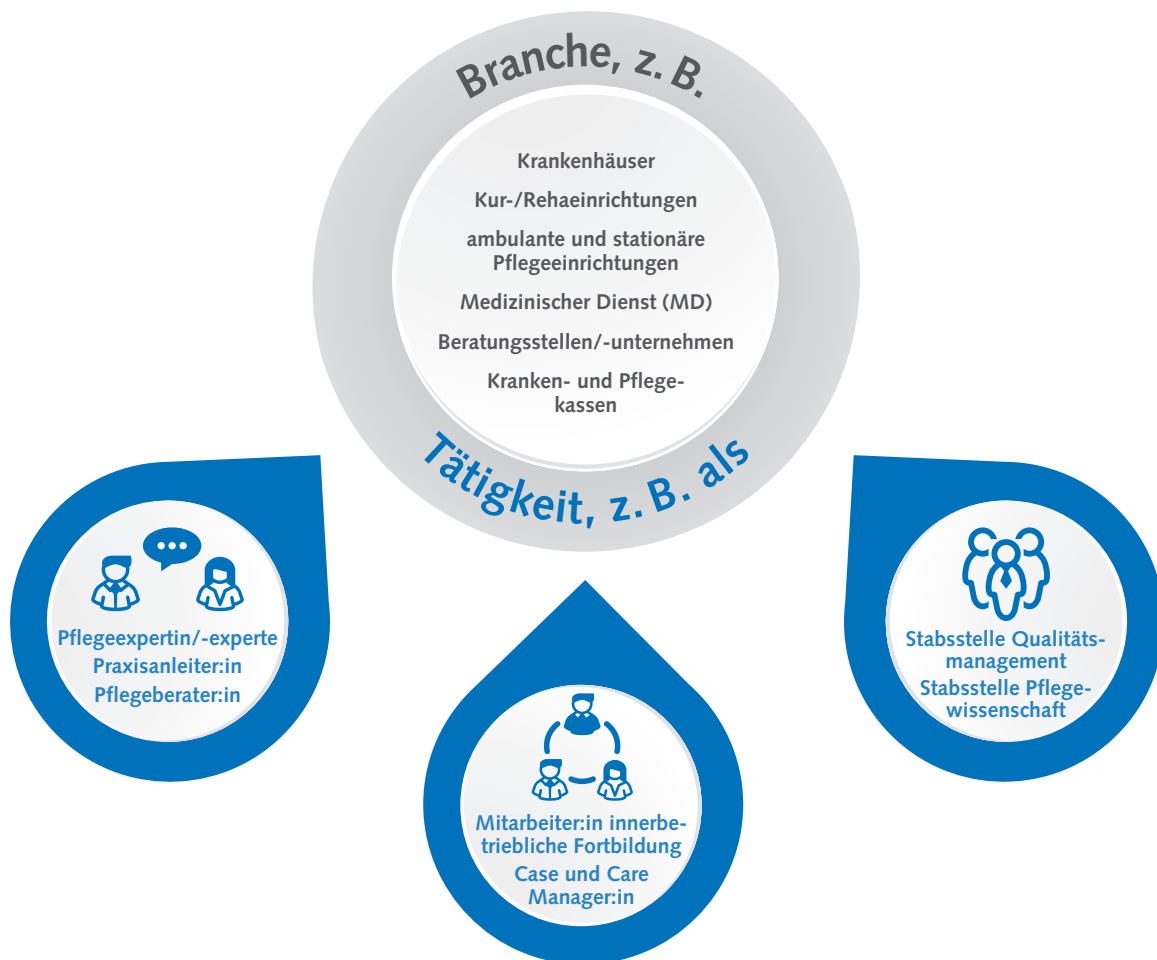 Branche, z. B.
Krankenhäuser
Kur-/Rehaeinrichtungen
ambulante und stationäre
Pflegeeinrichtungen
Medizinischer Dienst (MD)
Beratungsstellen/-unternehmen
Kranken- und Pflege-
kassen
Tätigkeit, z. B. als
Pflegeexpertin/-experte
Praxisanleiter:in
Pflegeberater:in
Mitarbeiter:in innerbe-
triebliche Fortbildung
Case und Care
Manager:in
Stabsstelle Qualitäts-
management
Stabsstelle Pflege-
wissenschaft